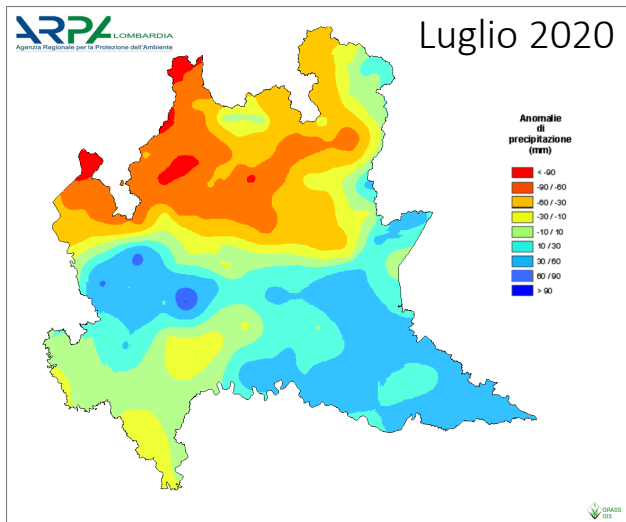 ARPA LOMBARDIA
Agenzia Regionale per la Protezione dell'Ambiente
Luglio 2020
Anomalie
di
precipitazione
(mm)
< -90
-90 / -60
-60 / -30
-30 / -10
-10 / 10
10 / 30
30 / 60
60 / 90
> 90
GRASS
GIS